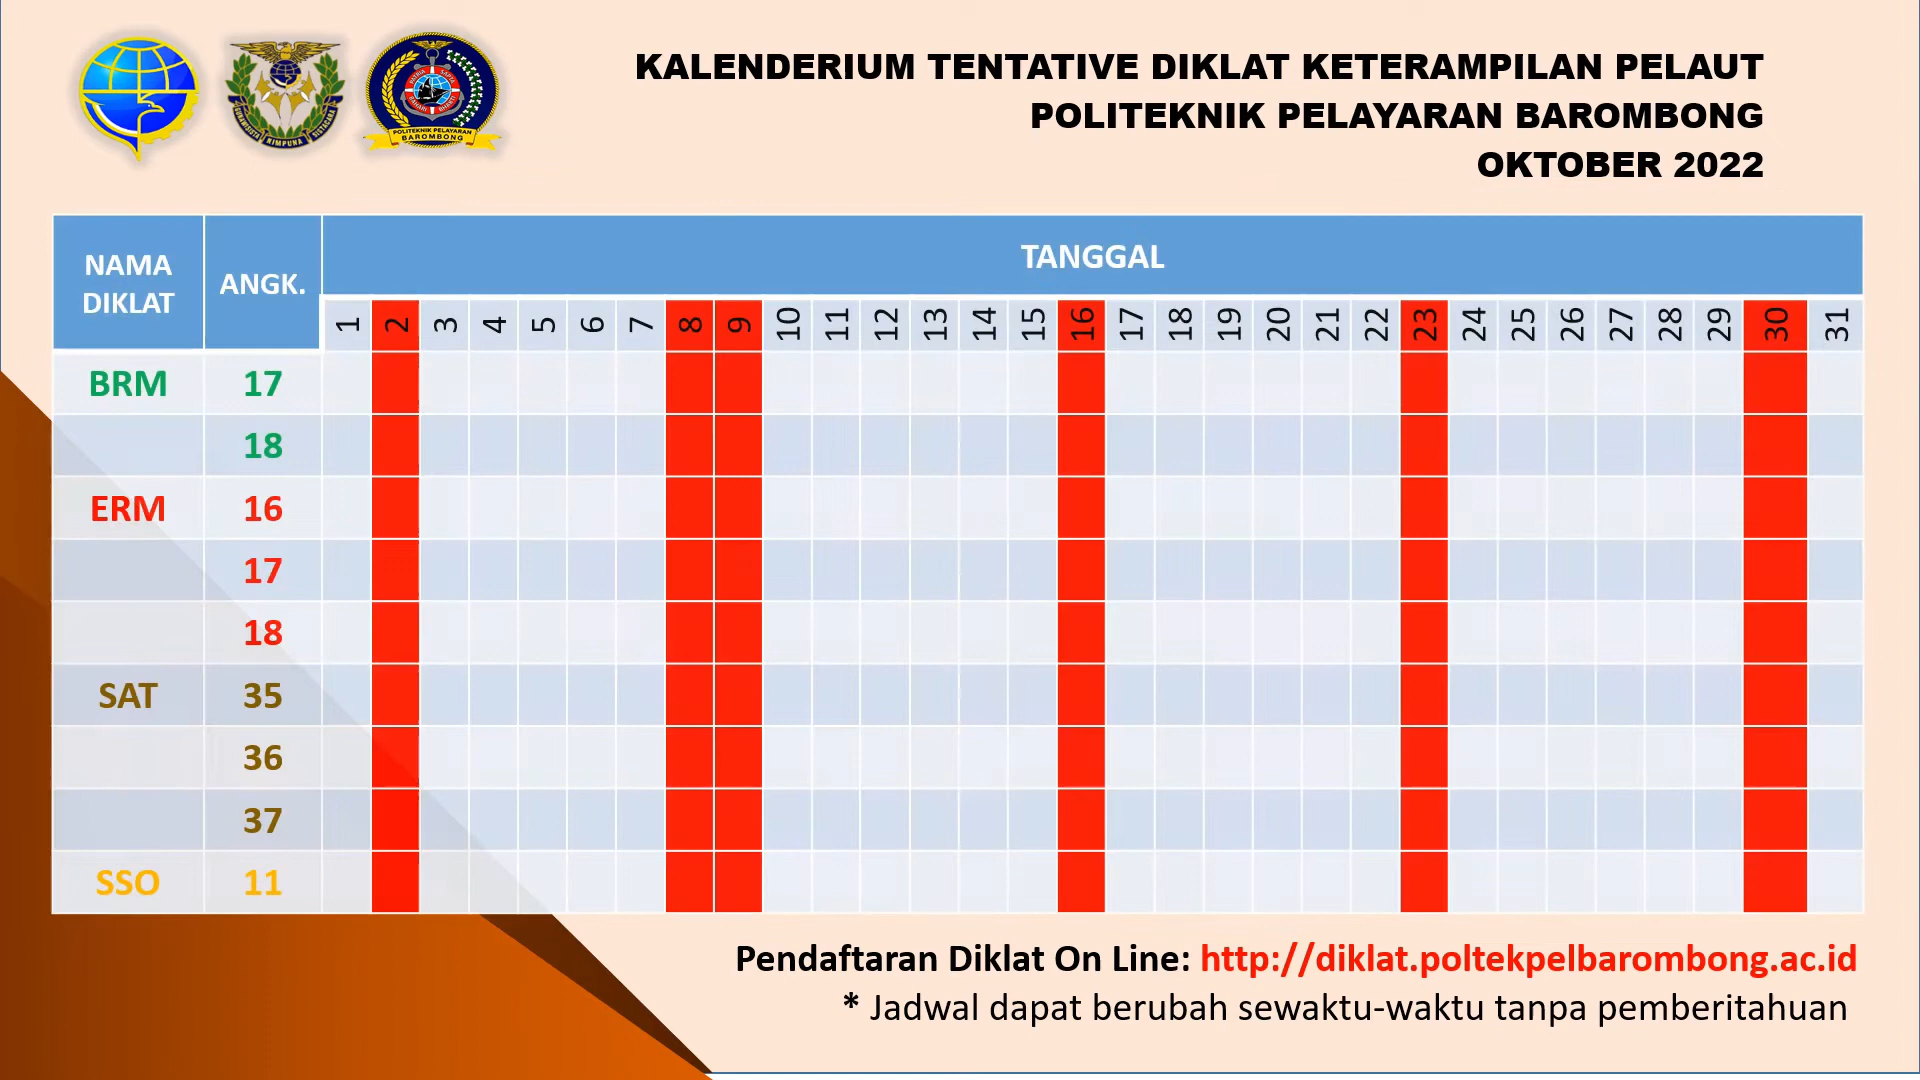 KALENDERIUM TENTATIVE DIKLAT KETERAMPILAN PELAUT
POLITEKNIK PELAYARAN BAROMBONG
OKTOBER 2022
POLITEKNIK PELAYARAN
BAROMBONG
NAMA
DIKLAT
ANGK.
TANGGAL
1 2 3 4 5 6 7 8 9 10 11 12 13 14 15 16 17 18 19 20 21 22 23 24 25 26 27 28 29 30 31
BRM 17
18
ERM 16
17
18
SAT 35
36
37
SSO 11
Pendaftaran Diklat On Line: http://diklat.poltekpelbarombong.ac.id
* Jadwal dapat berubah sewaktu-waktu tanpa pemberitahuan